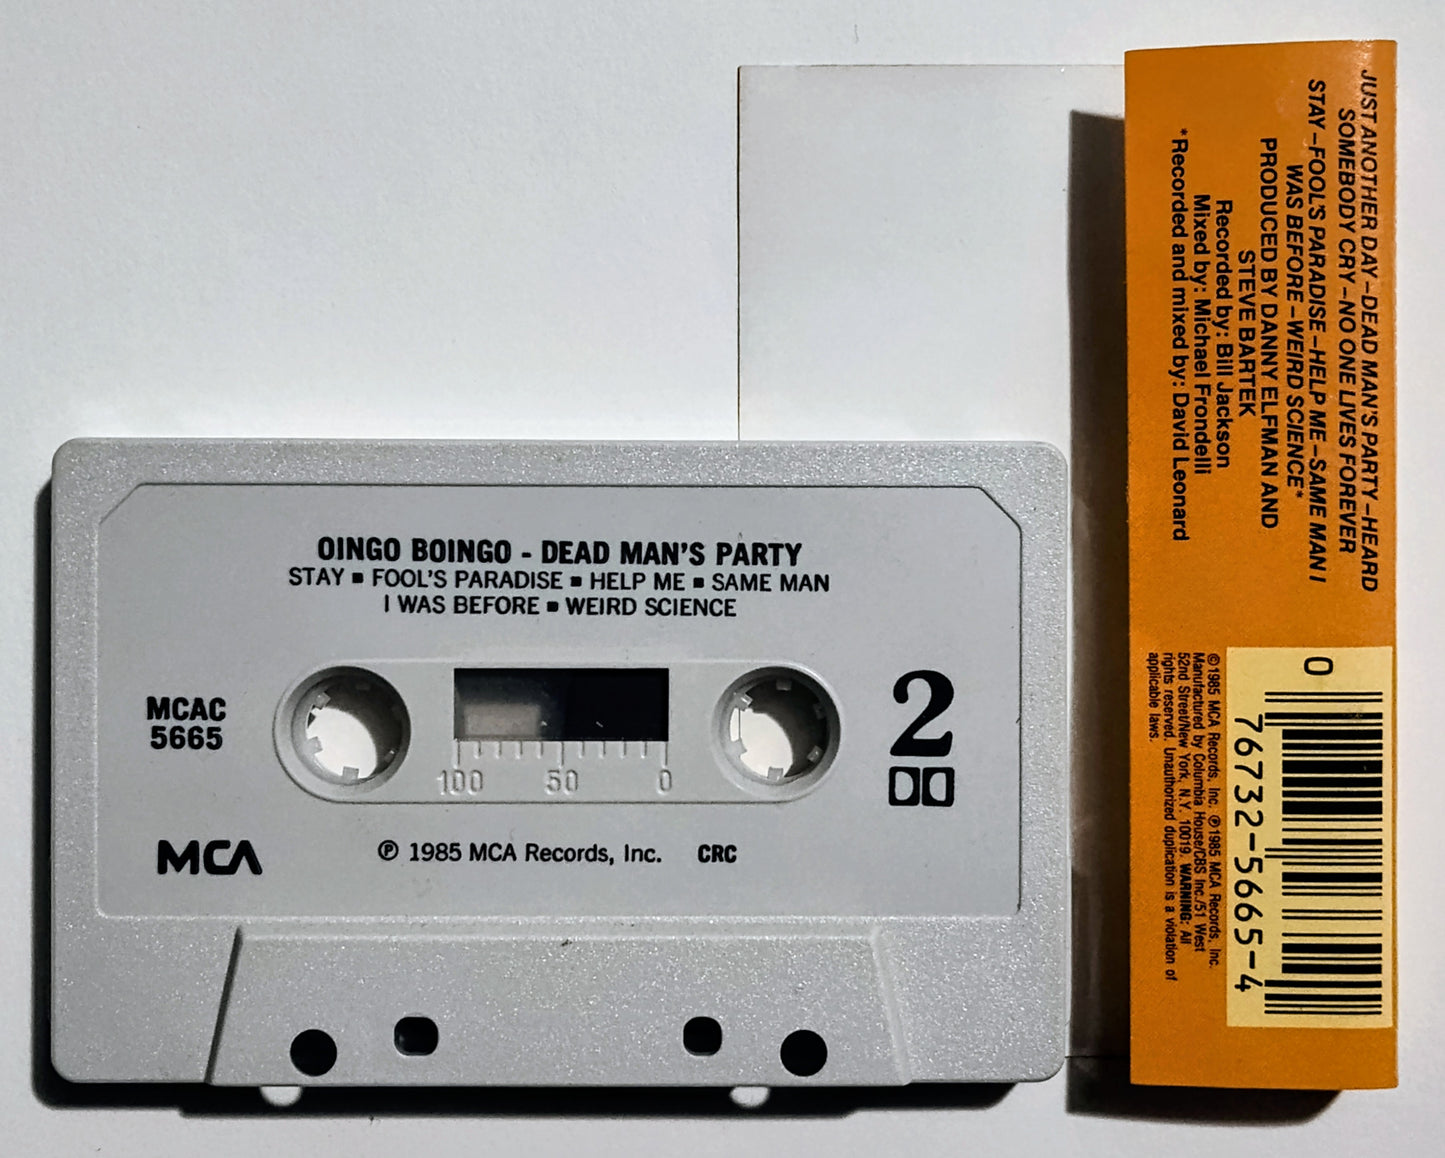 OINGO BOINGO - DEAD MAN'S PARTY
STAY ■ FOOL'S PARADISE ■ HELP ME ■ SAME MAN
I WAS BEFORE ■ WEIRD SCIENCE
MCAC
5665
2
100 50 0
MCA
℗ 1985 MCA Records, Inc. CRC
JUST ANOTHER DAY – DEAD MAN'S PARTY – HEARD
SOMEBODY CRY – NO ONE LIVES FOREVER
STAY – FOOL'S PARADISE – HELP ME – SAME MAN I
WAS BEFORE – WEIRD SCIENCE*
PRODUCED BY DANNY ELFMAN AND
STEVE BARTEK
Recorded by: Bill Jackson
Mixed by: Michael Frondelli
*Recorded and mixed by: David Leonard
©1985 MCA Records, Inc. ℗1985 MCA Records, Inc.
Manufactured by Columbia House/CBS Inc./51 West
52nd Street/New York, N.Y. 10019. WARNING: All
rights reserved. Unauthorized duplication is a violation of
applicable laws.
0
76732-5665-4